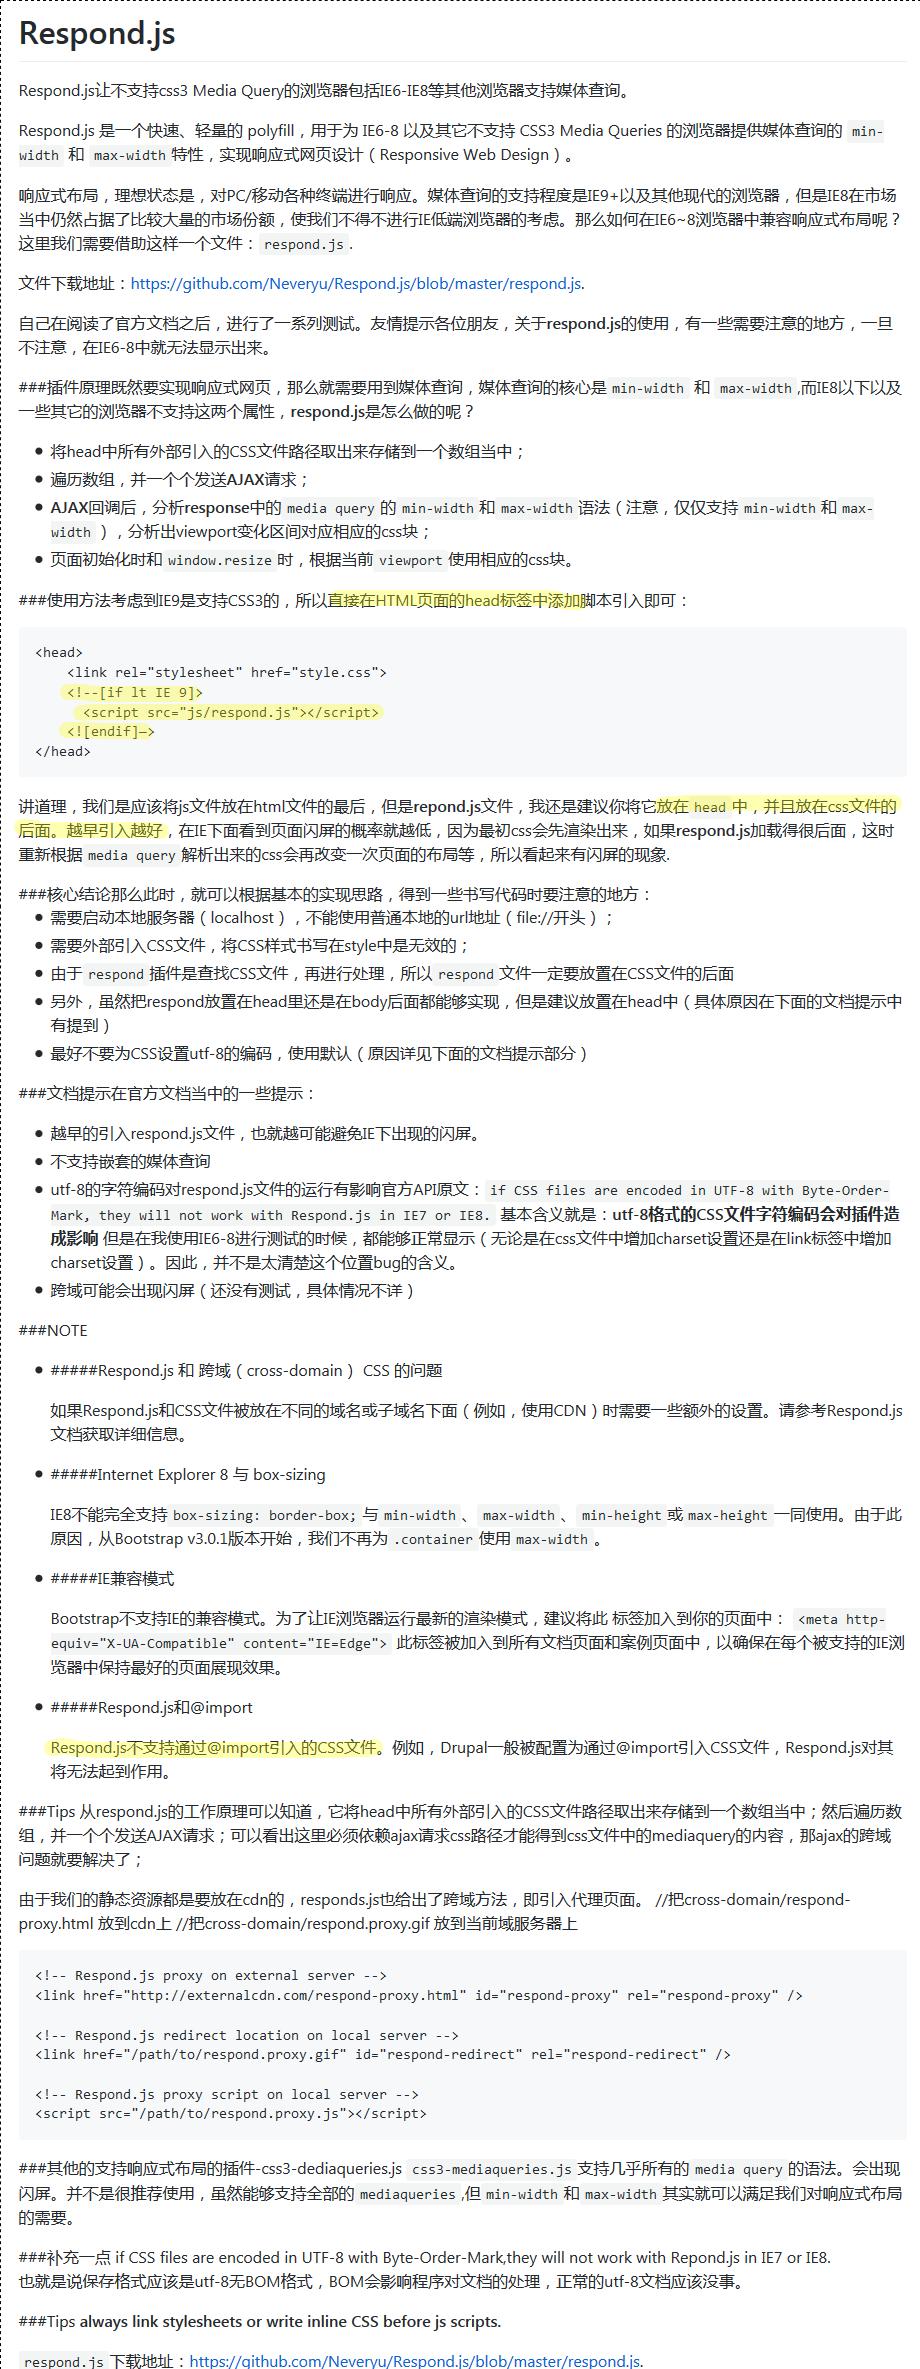 Respond.js
Respond.js让不支持css3 Media Query的浏览器包括IE6-IE8等其他浏览器支持媒体查询。
Respond.js 是一个快速、轻量的 polyfill，用于为 IE6-8 以及其它不支持 CSS3 Media Queries 的浏览器提供媒体查询的 min-
width 和 max-width 特性，实现响应式网页设计（Responsive Web Design）。
响应式布局，理想状态是，对PC/移动各种终端进行响应。媒体查询的支持程度是IE9+以及其他现代的浏览器，但是IE8在市场
当中仍然占据了比较大量的市场份额，使我们不得不进行IE低端浏览器的考虑。那么如何在IE6~8浏览器中兼容响应式布局呢？
这里我们需要借助这样一个文件：respond.js .
文件下载地址：https://github.com/Neveryu/Respond.js/blob/master/respond.js.
自己在阅读了官方文档之后，进行了一系列测试。友情提示各位朋友，关于respond.js的使用，有一些需要注意的地方，一旦
不注意，在IE6-8中就无法显示出来。
###插件原理既然要实现响应式网页，那么就需要用到媒体查询，媒体查询的核心是 min-width 和 max-width ,而IE8以下以及
一些其它的浏览器不支持这两个属性，respond.js是怎么做的呢？
● 将head中所有外部引入的CSS文件路径取出来存储到一个数组当中；
● 遍历数组，并一个个发送AJAX请求；
● AJAX回调后，分析response中的 media query 的 min-width 和 max-width 语法（注意，仅仅支持 min-width 和 max-
width ），分析出viewport变化区间对应相应的css块；
● 页面初始化时和 window.resize 时，根据当前 viewport 使用相应的css块。
###使用方法考虑到IE9是支持CSS3的，所以直接在HTML页面的head标签中添加脚本引入即可：
<head>
    <link rel="stylesheet" href="style.css">
    <!--[if lt IE 9]>
      <script src="js/respond.js"></script>
    <![endif]—>
</head>
讲道理，我们是应该将js文件放在html文件的最后，但是repond.js文件，我还是建议你将它放在 head 中，并且放在css文件的
后面。越早引入越好，在IE下面看到页面闪屏的概率就越低，因为最初css会先渲染出来，如果respond.js加载得很后面，这时
重新根据 media query 解析出来的css会再改变一次页面的布局等，所以看起来有闪屏的现象.
###核心结论那么此时，就可以根据基本的实现思路，得到一些书写代码时要注意的地方：
● 需要启动本地服务器（localhost），不能使用普通本地的url地址（file://开头）；
● 需要外部引入CSS文件，将CSS样式书写在style中是无效的；
● 由于 respond 插件是查找CSS文件，再进行处理，所以 respond 文件一定要放置在CSS文件的后面
● 另外，虽然把respond放置在head里还是在body后面都能够实现，但是建议放置在head中（具体原因在下面的文档提示中
有提到）
● 最好不要为CSS设置utf-8的编码，使用默认（原因详见下面的文档提示部分）
###文档提示在官方文档当中的一些提示：
● 越早的引入respond.js文件，也就越可能避免IE下出现的闪屏。
● 不支持嵌套的媒体查询
● utf-8的字符编码对respond.js文件的运行有影响官方API原文： if CSS files are encoded in UTF-8 with Byte-Order-
Mark, they will not work with Respond.js in IE7 or IE8. 基本含义就是：utf-8格式的CSS文件字符编码会对插件造
成影响 但是在我使用IE6-8进行测试的时候，都能够正常显示（无论是在css文件中增加charset设置还是在link标签中增加
charset设置）。因此，并不是太清楚这个位置bug的含义。
● 跨域可能会出现闪屏（还没有测试，具体情况不详）
###NOTE
● #####Respond.js 和 跨域（cross-domain） CSS 的问题
如果Respond.js和CSS文件被放在不同的域名或子域名下面（例如，使用CDN）时需要一些额外的设置。请参考Respond.js
文档获取详细信息。
● #####Internet Explorer 8 与 box-sizing
IE8不能完全支持 box-sizing: border-box; 与 min-width 、 max-width 、 min-height 或 max-height 一同使用。由于此
原因，从Bootstrap v3.0.1版本开始，我们不再为 .container 使用 max-width 。
● #####IE兼容模式
Bootstrap不支持IE的兼容模式。为了让IE浏览器运行最新的渲染模式，建议将此 标签加入到你的页面中： <meta http-
equiv="X-UA-Compatible" content="IE=Edge"> 此标签被加入到所有文档页面和案例页面中，以确保在每个被支持的IE浏
览器中保持最好的页面展现效果。
● #####Respond.js和@import
Respond.js不支持通过@import引入的CSS文件。例如，Drupal一般被配置为通过@import引入CSS文件，Respond.js对其
将无法起到作用。
###Tips 从respond.js的工作原理可以知道，它将head中所有外部引入的CSS文件路径取出来存储到一个数组当中；然后遍历数
组，并一个个发送AJAX请求；可以看出这里必须依赖ajax请求css路径才能得到css文件中的mediaquery的内容，那ajax的跨域
问题就要解决了；
由于我们的静态资源都是要放在cdn的，responds.js也给出了跨域方法，即引入代理页面。 //把cross-domain/respond-
proxy.html 放到cdn上 //把cross-domain/respond.proxy.gif 放到当前域服务器上
<!-- Respond.js proxy on external server -->
<link href="http://externalcdn.com/respond-proxy.html" id="respond-proxy" rel="respond-proxy" />
<!-- Respond.js redirect location on local server -->
<link href="/path/to/respond.proxy.gif" id="respond-redirect" rel="respond-redirect" />
<!-- Respond.js proxy script on local server -->
<script src="/path/to/respond.proxy.js"></script>
###其他的支持响应式布局的插件-css3-dediaqueries.js css3-mediaqueries.js 支持几乎所有的 media query 的语法。会出现
闪屏。并不是很推荐使用，虽然能够支持全部的 mediaqueries ,但 min-width 和 max-width 其实就可以满足我们对响应式布局
的需要。
###补充一点 if CSS files are encoded in UTF-8 with Byte-Order-Mark,they will not work with Repond.js in IE7 or IE8.
也就是说保存格式应该是utf-8无BOM格式，BOM会影响程序对文档的处理，正常的utf-8文档应该没事。
###Tips always link stylesheets or write inline CSS before js scripts.
respond.js 下载地址：https://github.com/Neveryu/Respond.js/blob/master/respond.js.